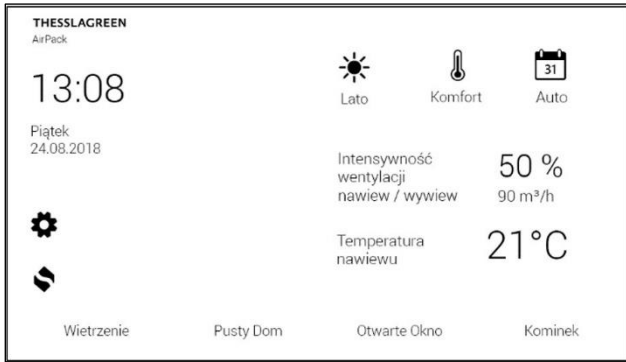 THESSLAGREEN
AirPack
13:08
Piątek
24.08.2018
31
Lato
Komfort
Auto
Intensywność
wentylacji
nawiew / wywiew
50 %
90 m³/h
Temperatura
nawiewu
21°C
Wietrzenie
Pusty Dom
Otwarte Okno
Kominek